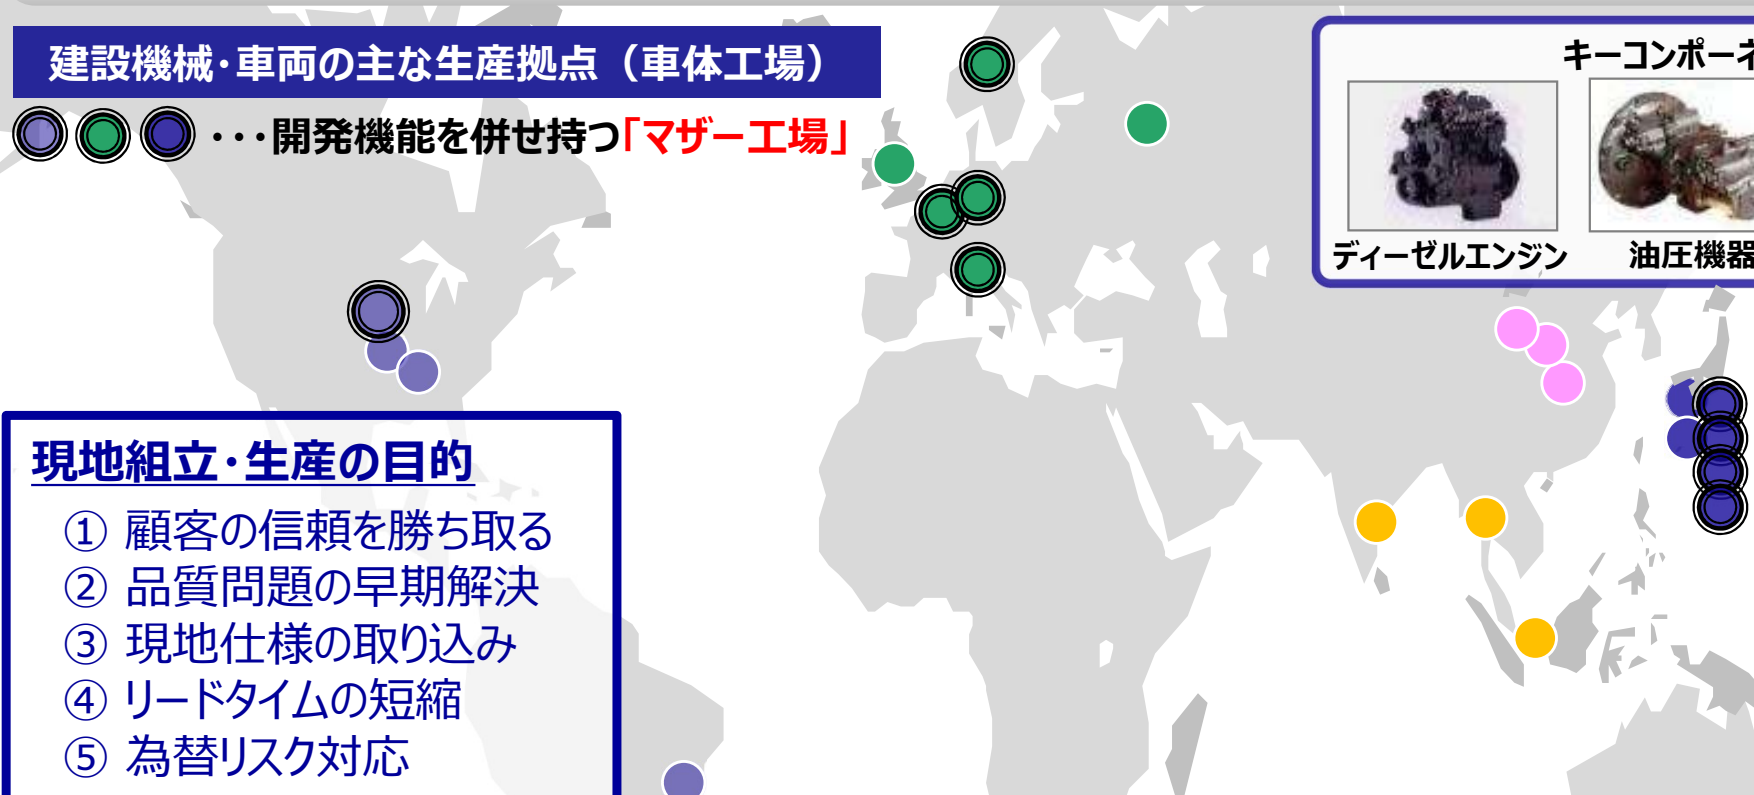 建設機械・車両の主な生産拠点（車体工場）
・・・開発機能を併せ持つ「マザー工場」
キーコンポーネ
ディーゼルエンジン
油圧機器
現地組立・生産の目的
① 顧客の信頼を勝ち取る
② 品質問題の早期解決
③ 現地仕様の取り込み
④ リードタイムの短縮
⑤ 為替リスク対応